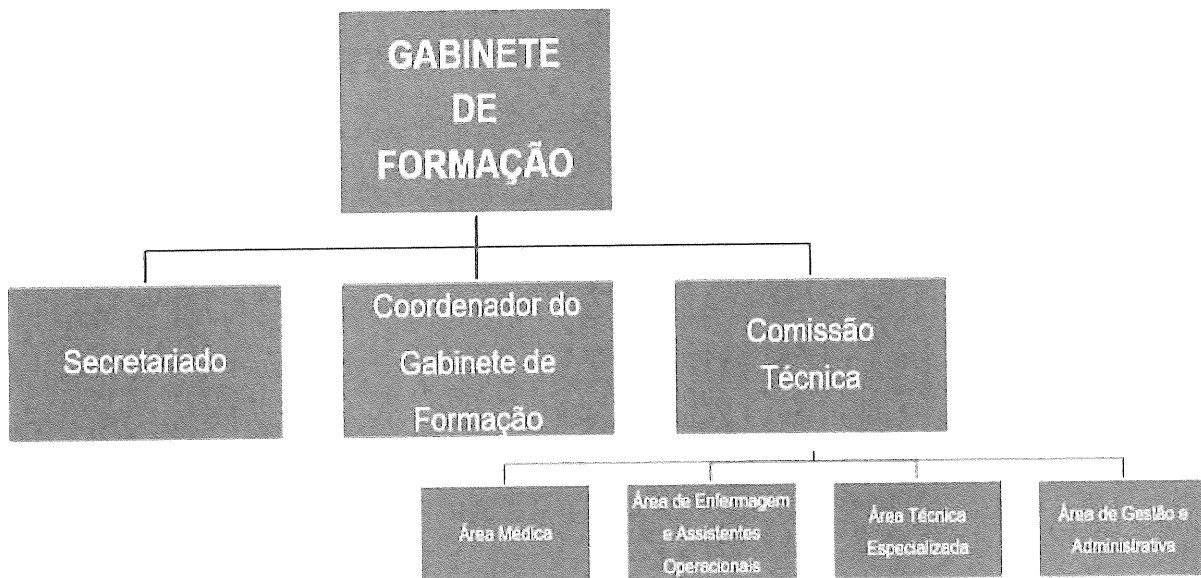 GABINETE
DE
FORMAÇÃO
Secretariado
Coordenador do
Gabinete de
Formação
Comissão
Técnica
Área Médica
Área de Enfermagem
e Assistentes
Operacionais
Área Técnica
Especializada
Área de Gestão e
Administrativa